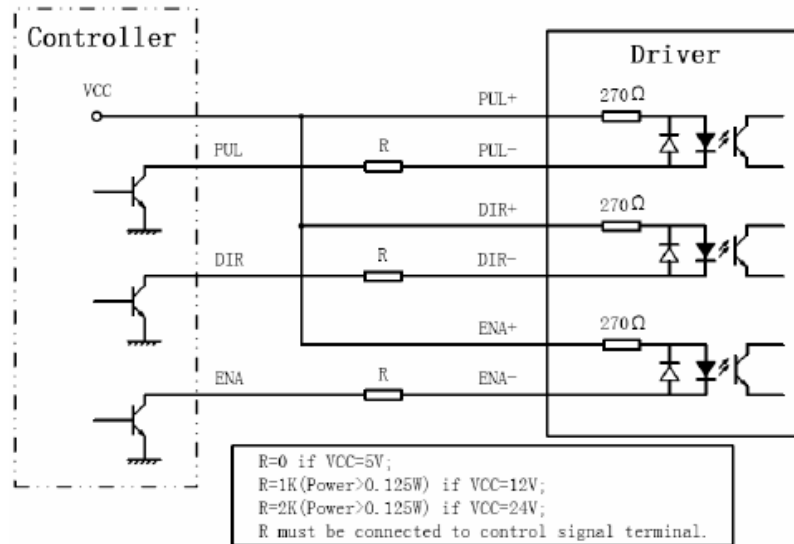 Controller
Driver
VCC
PUL+
270Ω
PUL
R
PUL-
DIR+
270Ω
DIR
R
DIR-
ENA+
270Ω
ENA
R
ENA-
R=0 if VCC=5V;
R=1K(Power>0.125W) if VCC=12V;
R=2K(Power>0.125W) if VCC=24V;
R must be connected to control signal terminal.